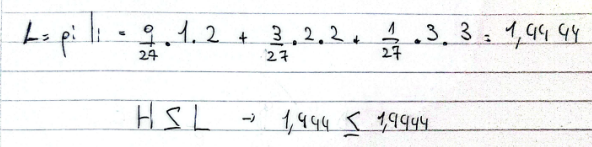 L = pi li = 9/27 . 1 . 2 + 3/27 . 2 . 2 + 1/27 . 3 . 3 = 1,4444
H ≤ L → 1,444 ≤ 1,4444